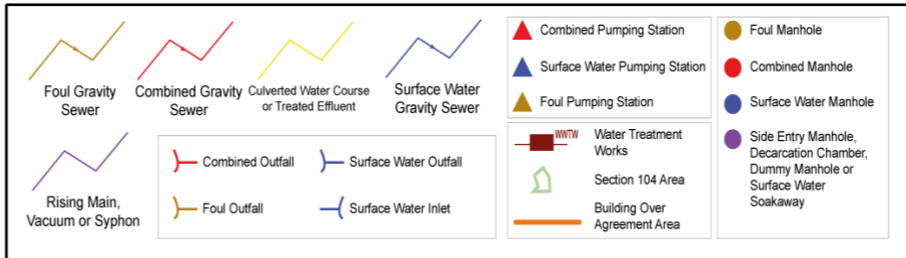 Foul Gravity
Sewer
Combined Gravity
Sewer
Culverted Water Course
or Treated Effluent
Surface Water
Gravity Sewer
Rising Main,
Vacuum or Syphon
Combined Outfall
Surface Water Outfall
Foul Outfall
Surface Water Inlet
Combined Pumping Station
Surface Water Pumping Station
Foul Pumping Station
WWTW
Water Treatment
Works
Section 104 Area
Building Over
Agreement Area
Foul Manhole
Combined Manhole
Surface Water Manhole
Side Entry Manhole,
Decarcation Chamber,
Dummy Manhole or
Surface Water
Soakaway